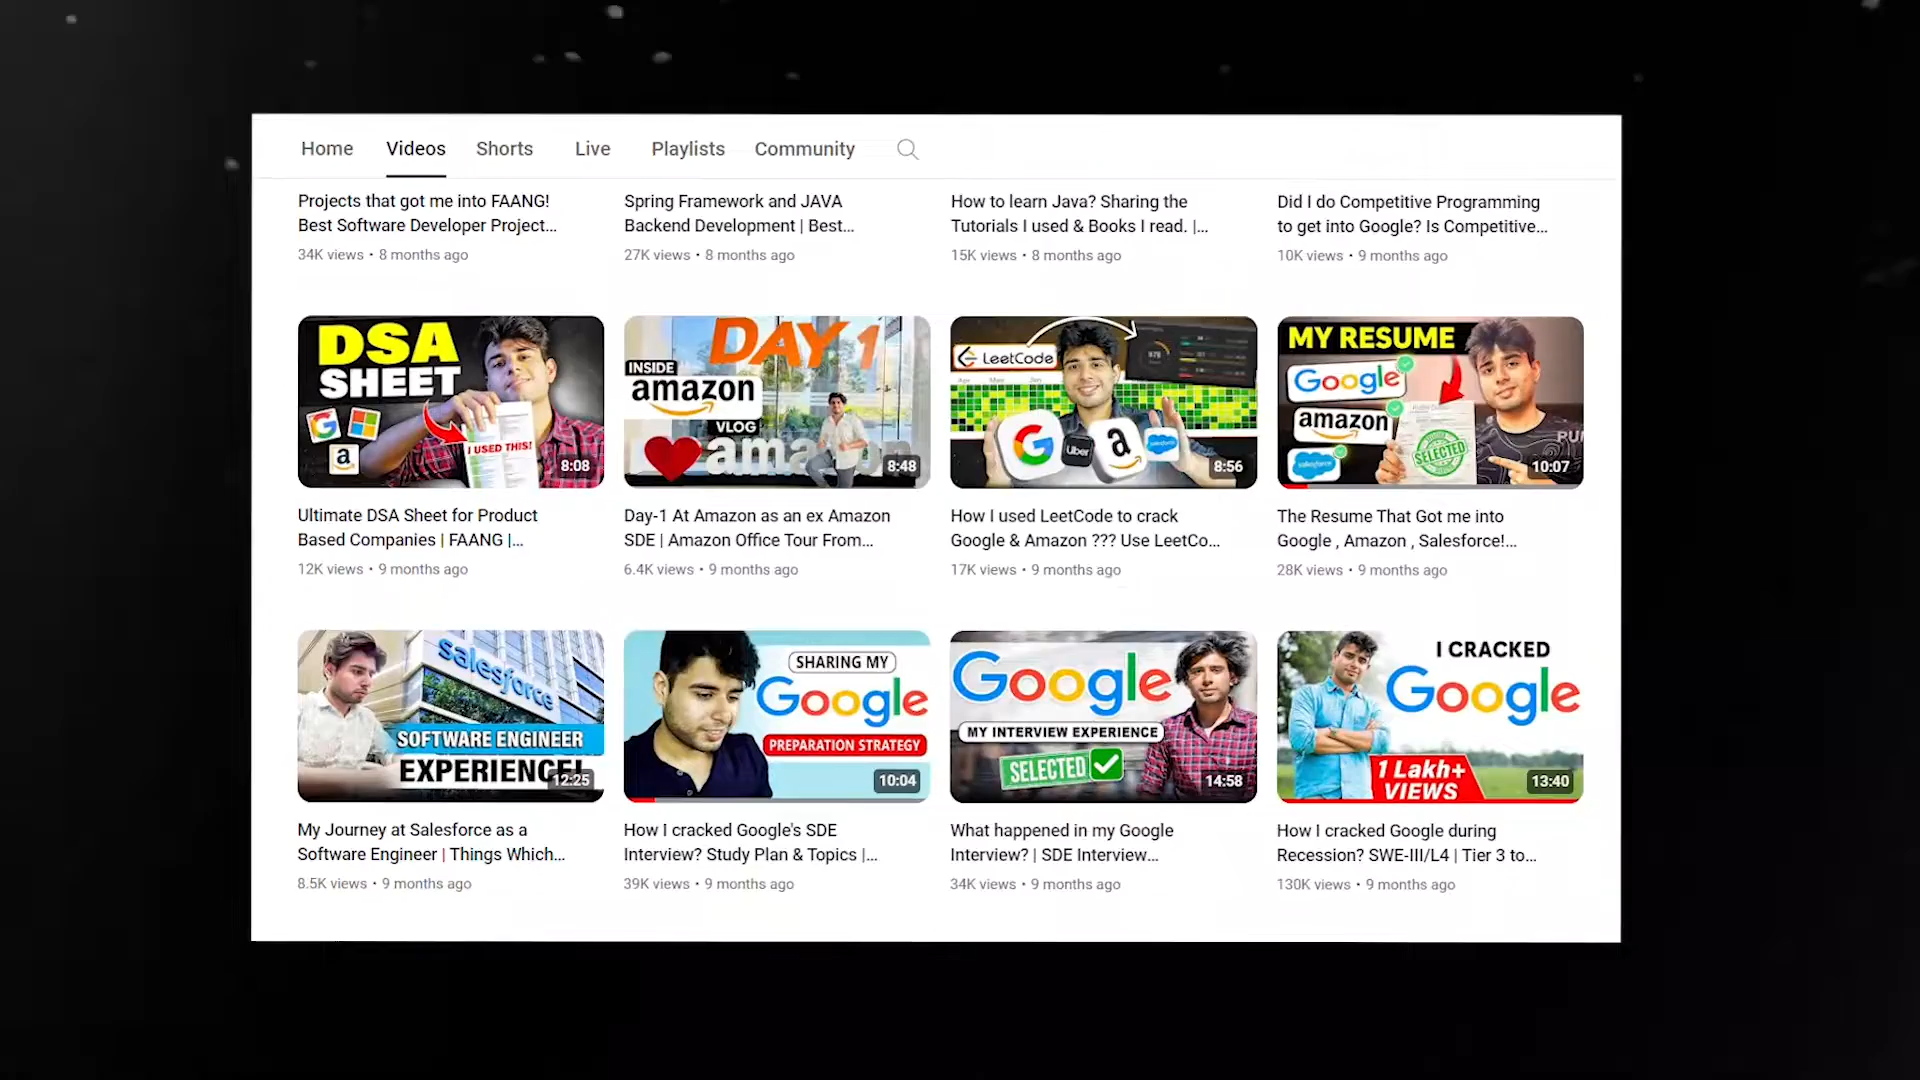 Home Videos Shorts Live Playlists Community
Projects that got me into FAANG!
Best Software Developer Project...
34K views • 8 months ago
Spring Framework and JAVA
Backend Development | Best...
27K views • 8 months ago
How to learn Java? Sharing the
Tutorials I used & Books I read. |...
15K views • 8 months ago
Did I do Competitive Programming
to get into Google? Is Competitive...
10K views • 9 months ago
DSA
SHEET
G
a
I USED THIS!
8:08
Ultimate DSA Sheet for Product
Based Companies | FAANG |...
12K views • 9 months ago
DAY 1
INSIDE
amazon
VLOG
ama
8:48
Day-1 At Amazon as an ex Amazon
SDE | Amazon Office Tour From...
6.4K views • 9 months ago
LeetCode
G
Uber
a
8:56
How I used LeetCode to crack
Google & Amazon ??? Use LeetCo...
17K views • 9 months ago
MY RESUME
Google
amazon
salesforce
SELECTED
PU
10:07
The Resume That Got me into
Google , Amazon , Salesforce!...
28K views • 9 months ago
salesforce
SOFTWARE ENGINEER
EXPERIENCE!
12:25
My Journey at Salesforce as a
Software Engineer | Things Which...
8.5K views • 9 months ago
SHARING MY
Google
PREPARATION STRATEGY
10:04
How I cracked Google's SDE
Interview? Study Plan & Topics |...
39K views • 9 months ago
Google
MY INTERVIEW EXPERIENCE
SELECTED
14:58
What happened in my Google
Interview? | SDE Interview...
34K views • 9 months ago
I CRACKED
Google
1 Lakh+
VIEWS
13:40
How I cracked Google during
Recession? SWE-III/L4 | Tier 3 to...
130K views • 9 months ago